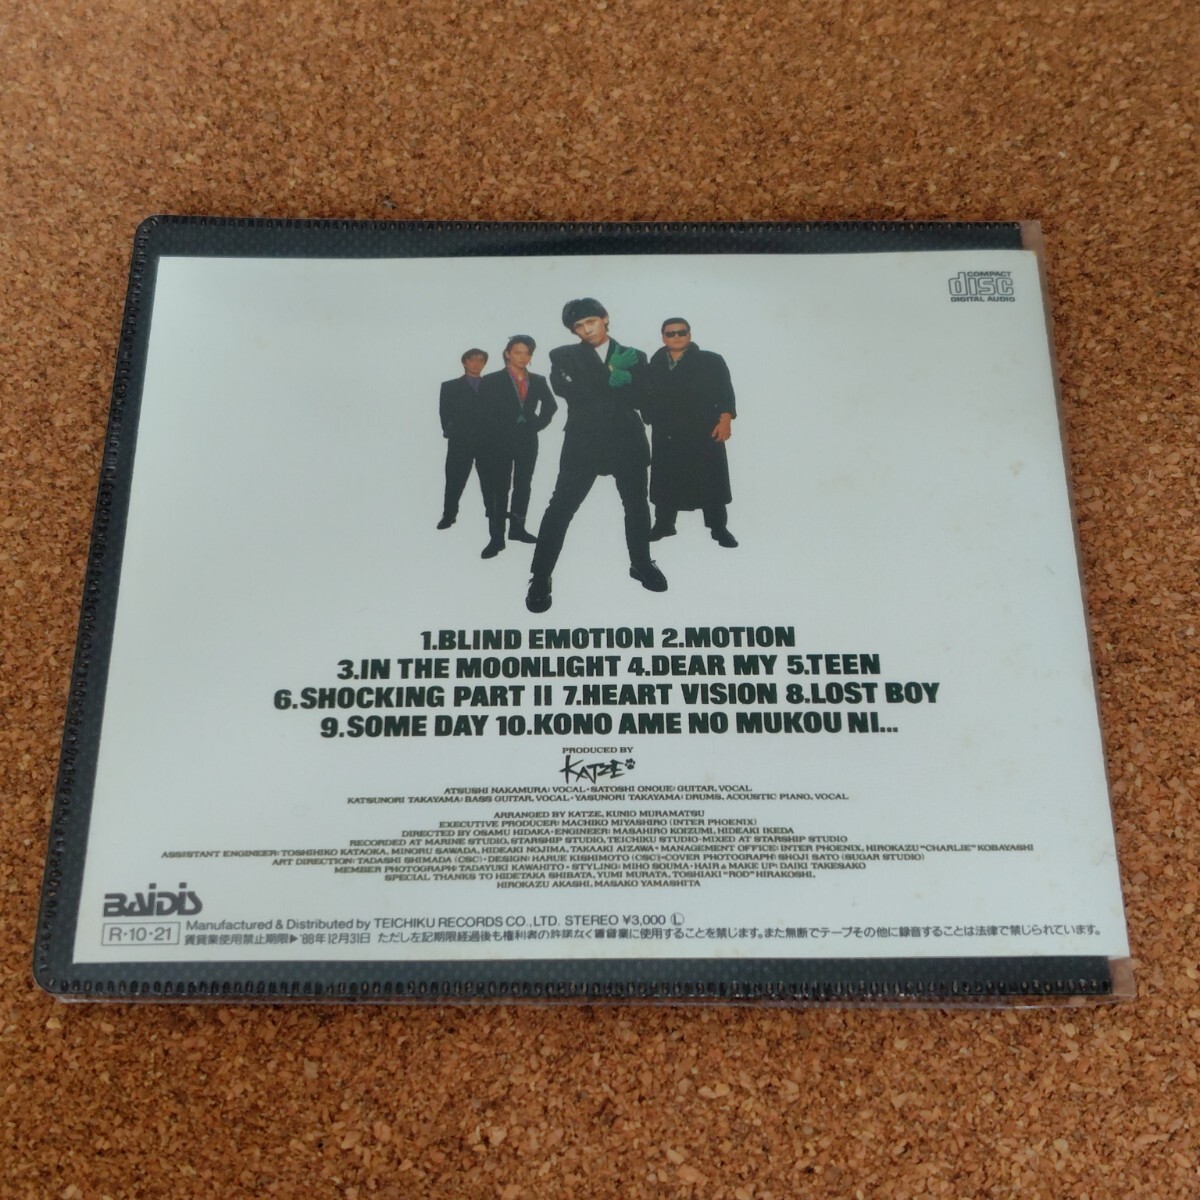 COMPACT
disc
DIGITAL AUDIO
1.BLIND EMOTION 2.MOTION
3.IN THE MOONLIGHT 4.DEAR MY 5.TEEN
6.SHOCKING PART II 7.HEART VISION 8.LOST BOY
9.SOME DAY 10.KONO AME NO MUKOU NI...
PRODUCED BY
KATZE
ATSUSHI NAKAMURA: VOCAL・SATOSHI ONOUE: GUITAR, VOCAL
KATSUNORI TAKAYAMA: BASS GUITAR, VOCAL・YASUNORI TAKAYAMA: DRUMS, ACOUSTIC PIANO, VOCAL
ARRANGED BY KATZE, KUNIO MURAMATSU
EXECUTIVE PRODUCER: MACHIKO MIYASHIRO (INTER PHOENIX)
DIRECTED BY OSAMU HIDAKA・ENGINEER: MASAHIRO KOIZUMI, HIDEAKI IKEDA
RECORDED AT MARINE STUDIO, STARSHIP STUDIO, TEICHIKU STUDIO・MIXED AT STARSHIP STUDIO
ASSISTANT ENGINEER: TOSHIHIKO KATAOKA, MINORU SAWADA, HIDEAKI NOJIMA, TAKAAKI AIZAWA・MANAGEMENT OFFICE: INTER PHOENIX, HIROKAZU "CHARLIE" KOBAYASHI
ART DIRECTION: TADASHI SHIMADA (CSC)・DESIGN: HARUE KISHIMOTO (CSC)・COVER PHOTOGRAPH: SHOJI SATO (SUGAR STUDIO)
MEMBER PHOTOGRAPH: TADAYUKI KAWAHITO・STYLING: MIHO SOUMA・HAIR & MAKE UP: DAIKI TAKESAKO
SPECIAL THANKS TO HIDETAKA SHIBATA, YUMI MURATA, TOSHIAKI "ROD" HIRAKOSHI,
HIROKAZU AKASHI, MASAKO YAMASHITA
BAIDIS
Manufactured & Distributed by TEICHIKU RECORDS CO., LTD. STEREO ¥3,000 Ⓛ
R・10・21 賃貸業使用禁止期限▶'88年12月31日 ただし左記期限経過後も権利者の許諾なく賃貸業に使用することを禁じます。また無断でテープその他に録音することは法律で禁じられています。